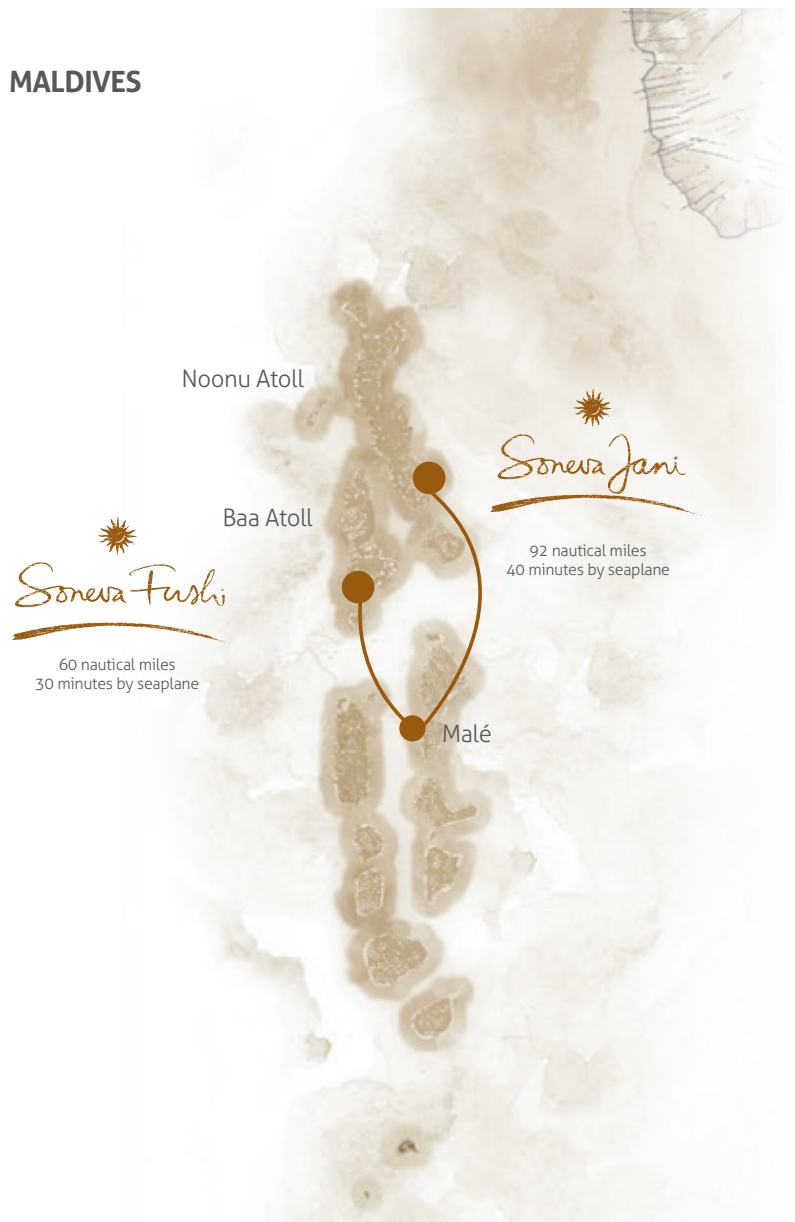 MALDIVES
Noonu Atoll
Soneva Jani
92 nautical miles
40 minutes by seaplane
Baa Atoll
Soneva Fushi
60 nautical miles
30 minutes by seaplane
Malé